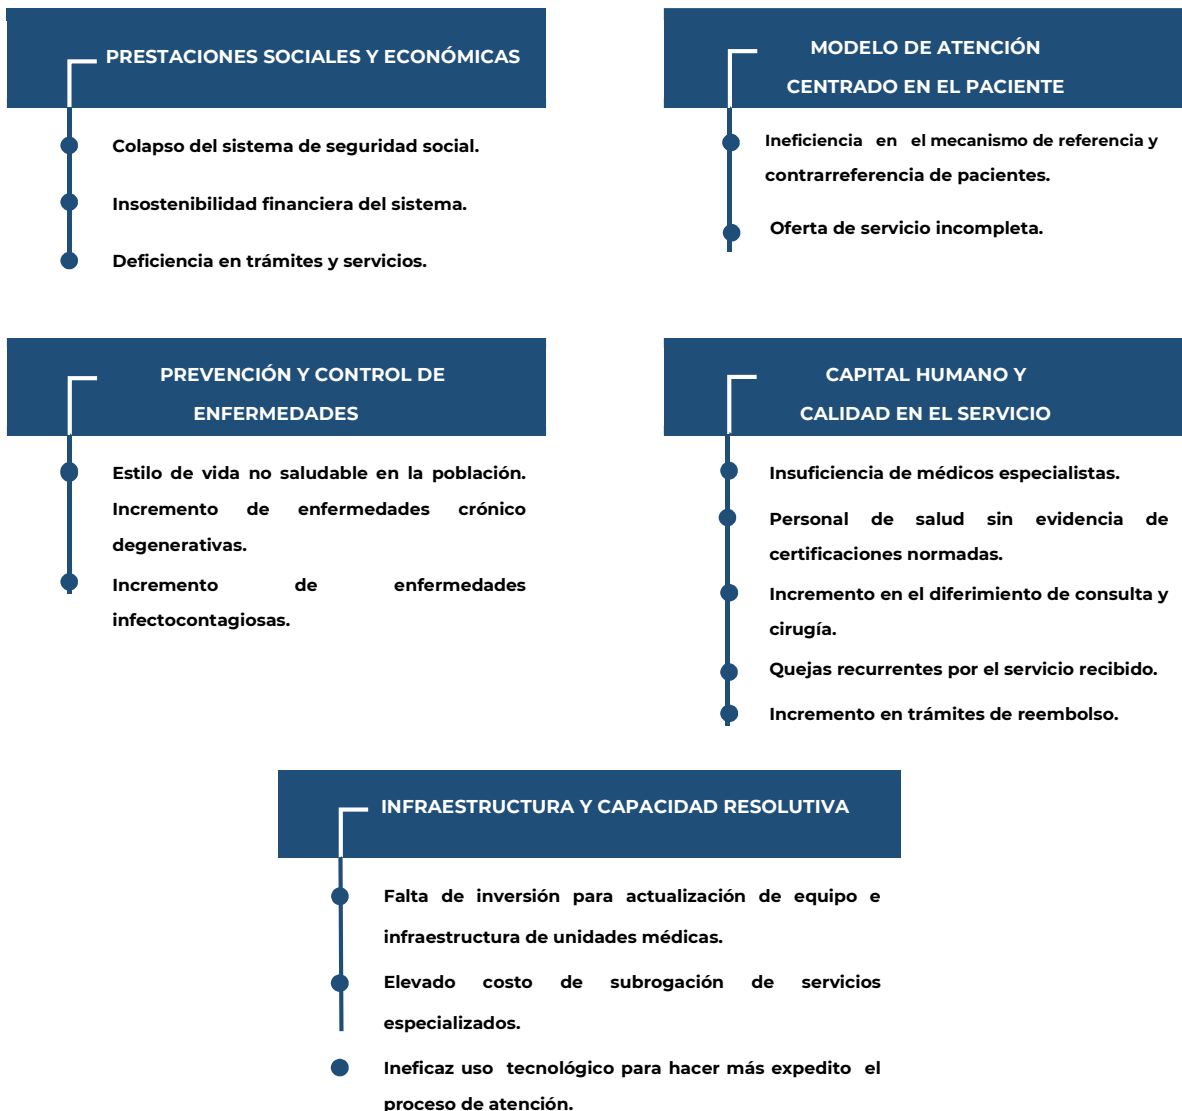 PRESTACIONES SOCIALES Y ECONÓMICAS
Colapso del sistema de seguridad social.
Insostenibilidad financiera del sistema.
Deficiencia en trámites y servicios.
MODELO DE ATENCIÓN
CENTRADO EN EL PACIENTE
Ineficiencia en el mecanismo de referencia y
contrarreferencia de pacientes.
Oferta de servicio incompleta.
PREVENCIÓN Y CONTROL DE
ENFERMEDADES
Estilo de vida no saludable en la población.
Incremento de enfermedades crónico
degenerativas.
Incremento de enfermedades
infectocontagiosas.
CAPITAL HUMANO Y
CALIDAD EN EL SERVICIO
Insuficiencia de médicos especialistas.
Personal de salud sin evidencia de
certificaciones normadas.
Incremento en el diferimiento de consulta y
cirugía.
Quejas recurrentes por el servicio recibido.
Incremento en trámites de reembolso.
INFRAESTRUCTURA Y CAPACIDAD RESOLUTIVA
Falta de inversión para actualización de equipo e
infraestructura de unidades médicas.
Elevado costo de subrogación de servicios
especializados.
Ineficaz uso tecnológico para hacer más expedito el
proceso de atención.